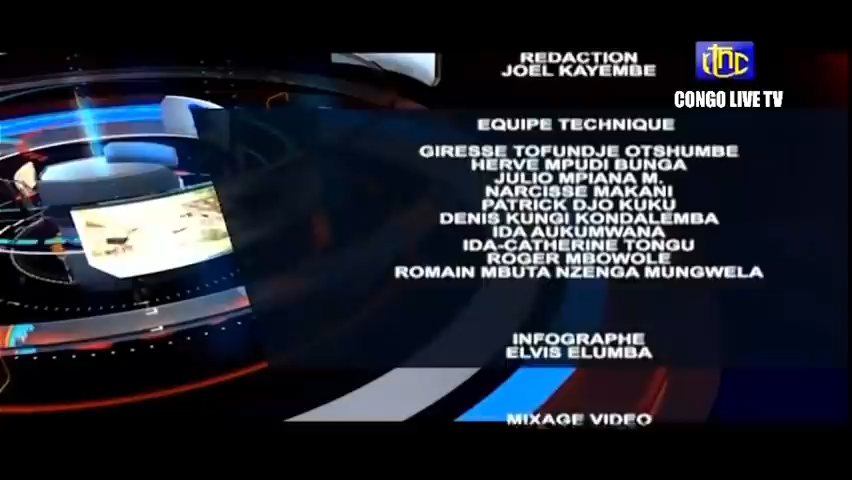 REDACTION
JOEL KAYEMBE
rtnc
CONGO LIVE TV
EQUIPE TECHNIQUE
GIRESSE TOFUNDJE OTSHUMBE
HERVE MPUDI BUNGA
JULIO MPIANA M.
NARCISSE MAKANI
PATRICK DJO KUKU
DENIS KUNGI KONDALEMBA
IDA AUKUMWANA
IDA-CATHERINE TONGU
ROGER MBOWOLE
ROMAIN MBUTA NZENGA MUNGWELA
INFOGRAPHE
ELVIS ELUMBA
MIXAGE VIDEO